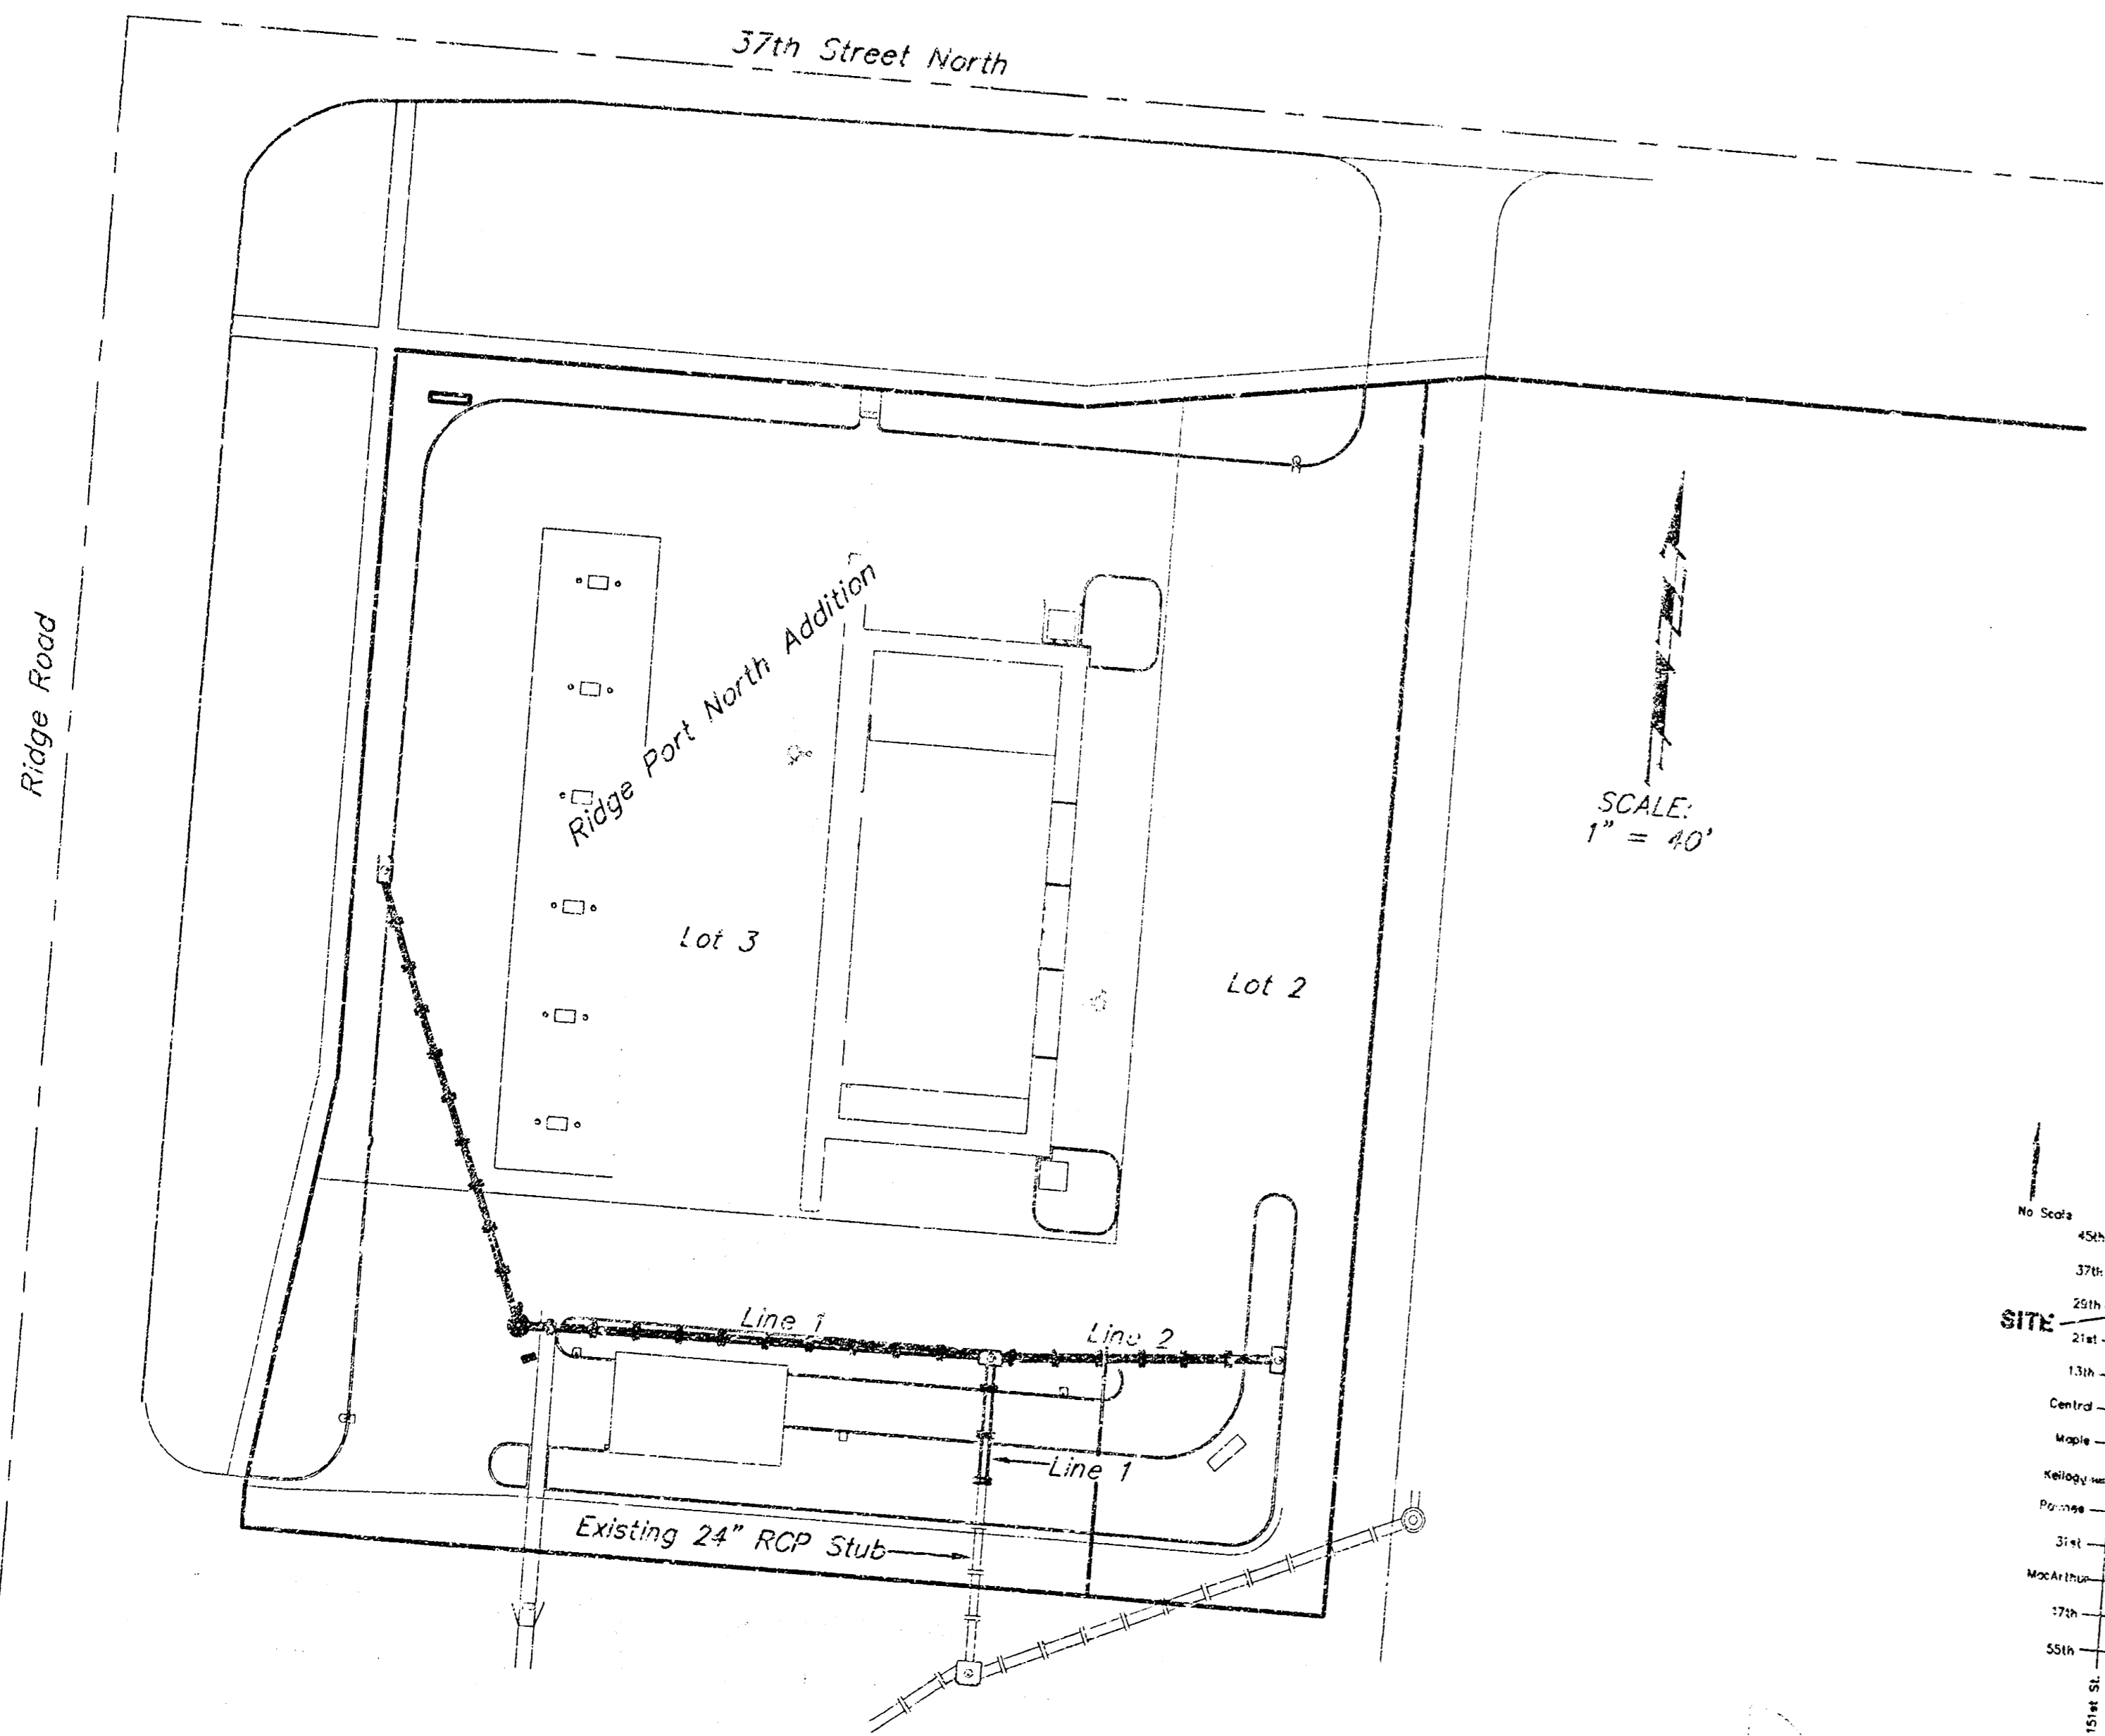 37th Street North
Ridge Road
Ridge Port North Addition
SCALE:
1" = 40'
Lot 3
Lot 2
No Scale
45th
37th
29th
SITE
21st
13th
Central
Maple
Kellogg
Pawnee
31st
MacArthur
47th
55th
151st St.
Line 1
Line 2
Line 1
Existing 24" RCP Stub